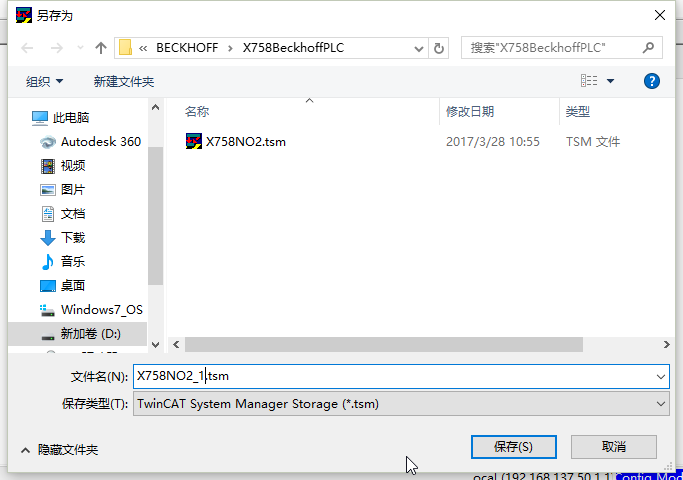 另存为
« BECKHOFF › X758BeckhoffPLC
搜索"X758BeckhoffPLC"
组织 新建文件夹
名称 修改日期 类型
此电脑
Autodesk 360
视频
图片
文档
下载
音乐
桌面
Windows7_OS
新加卷 (D:)
X758NO2.tsm 2017/3/28 10:55 TSM 文件
文件名(N): X758NO2_1.tsm
保存类型(T): TwinCAT System Manager Storage (*.tsm)
隐藏文件夹 保存(S) 取消
ocal (192.168.137.50.1.1) Config Mod